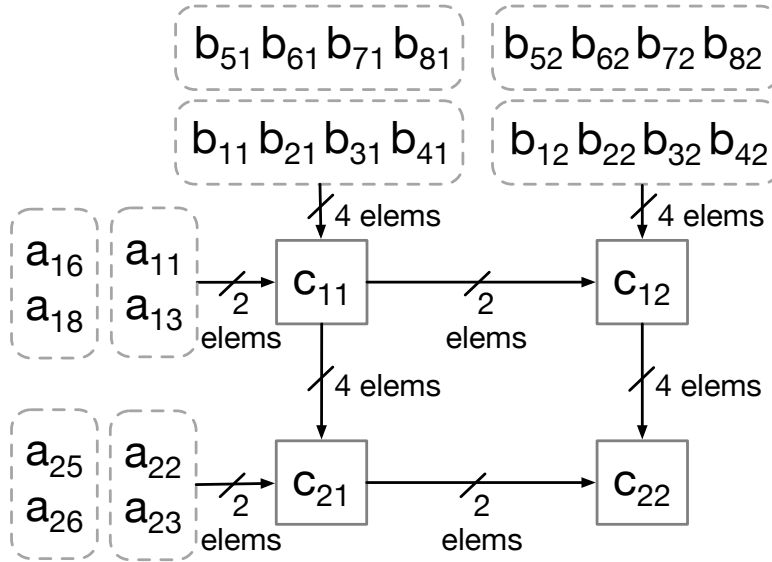 b51 b61 b71 b81
b52 b62 b72 b82
b11 b21 b31 b41
b12 b22 b32 b42
4 elems
4 elems
a16
a18
a11
a13
2
elems
c11
2
elems
c12
4 elems
4 elems
a25
a26
a22
a23
2
elems
c21
2
elems
c22